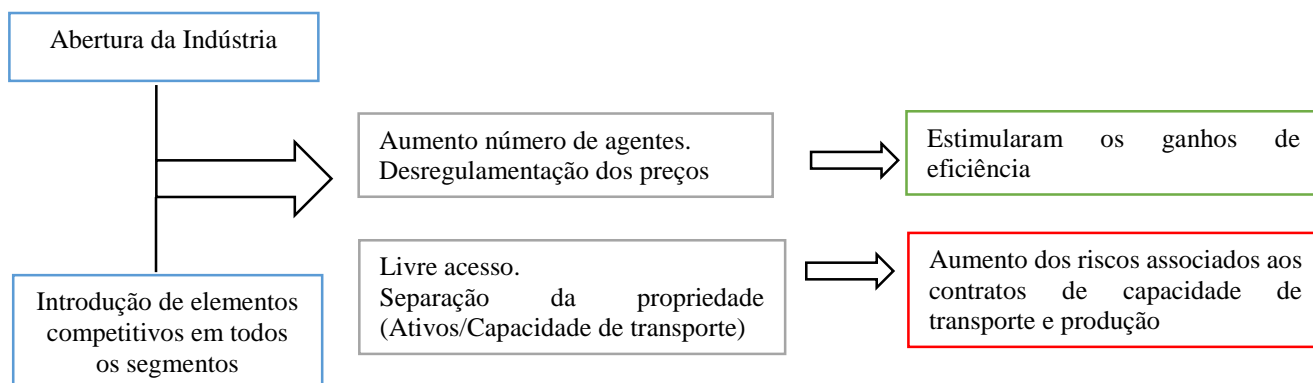 Abertura da Indústria
Aumento número de agentes.
Desregulamentação dos preços
Estimularam os ganhos de
eficiência
Livre acesso.
Separação da propriedade
(Ativos/Capacidade de transporte)
Aumento dos riscos associados aos
contratos de capacidade de
transporte e produção
Introdução de elementos
competitivos em todos
os segmentos